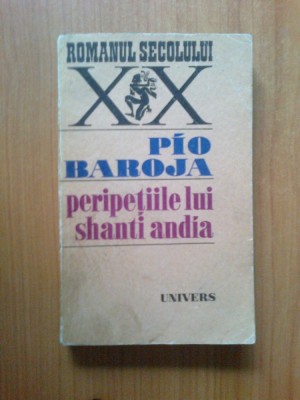 ROMANUL SECOLULUI
XX
PÍO
BAROJA
peripețiile lui
shanti andía
UNIVERS